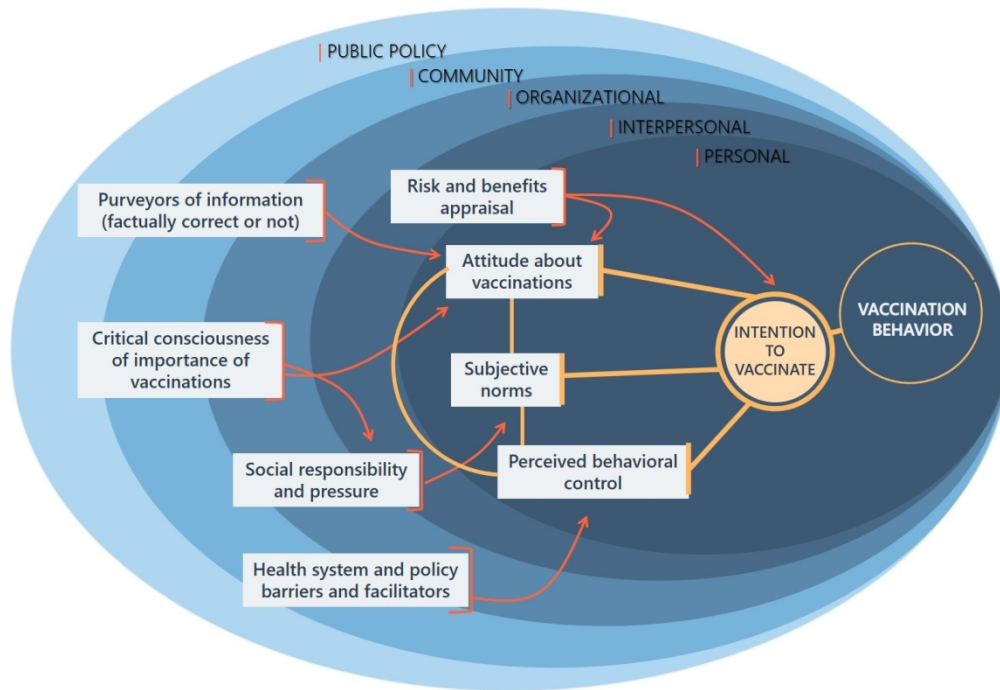 PUBLIC POLICY
COMMUNITY
ORGANIZATIONAL
INTERPERSONAL
PERSONAL
Purveyors of information
(factually correct or not)
Risk and benefits
appraisal
Attitude about
vaccinations
Critical consciousness
of importance of
vaccinations
Subjective
norms
INTENTION
TO
VACCINATE
VACCINATION
BEHAVIOR
Social responsibility
and pressure
Perceived behavioral
control
Health system and policy
barriers and facilitators